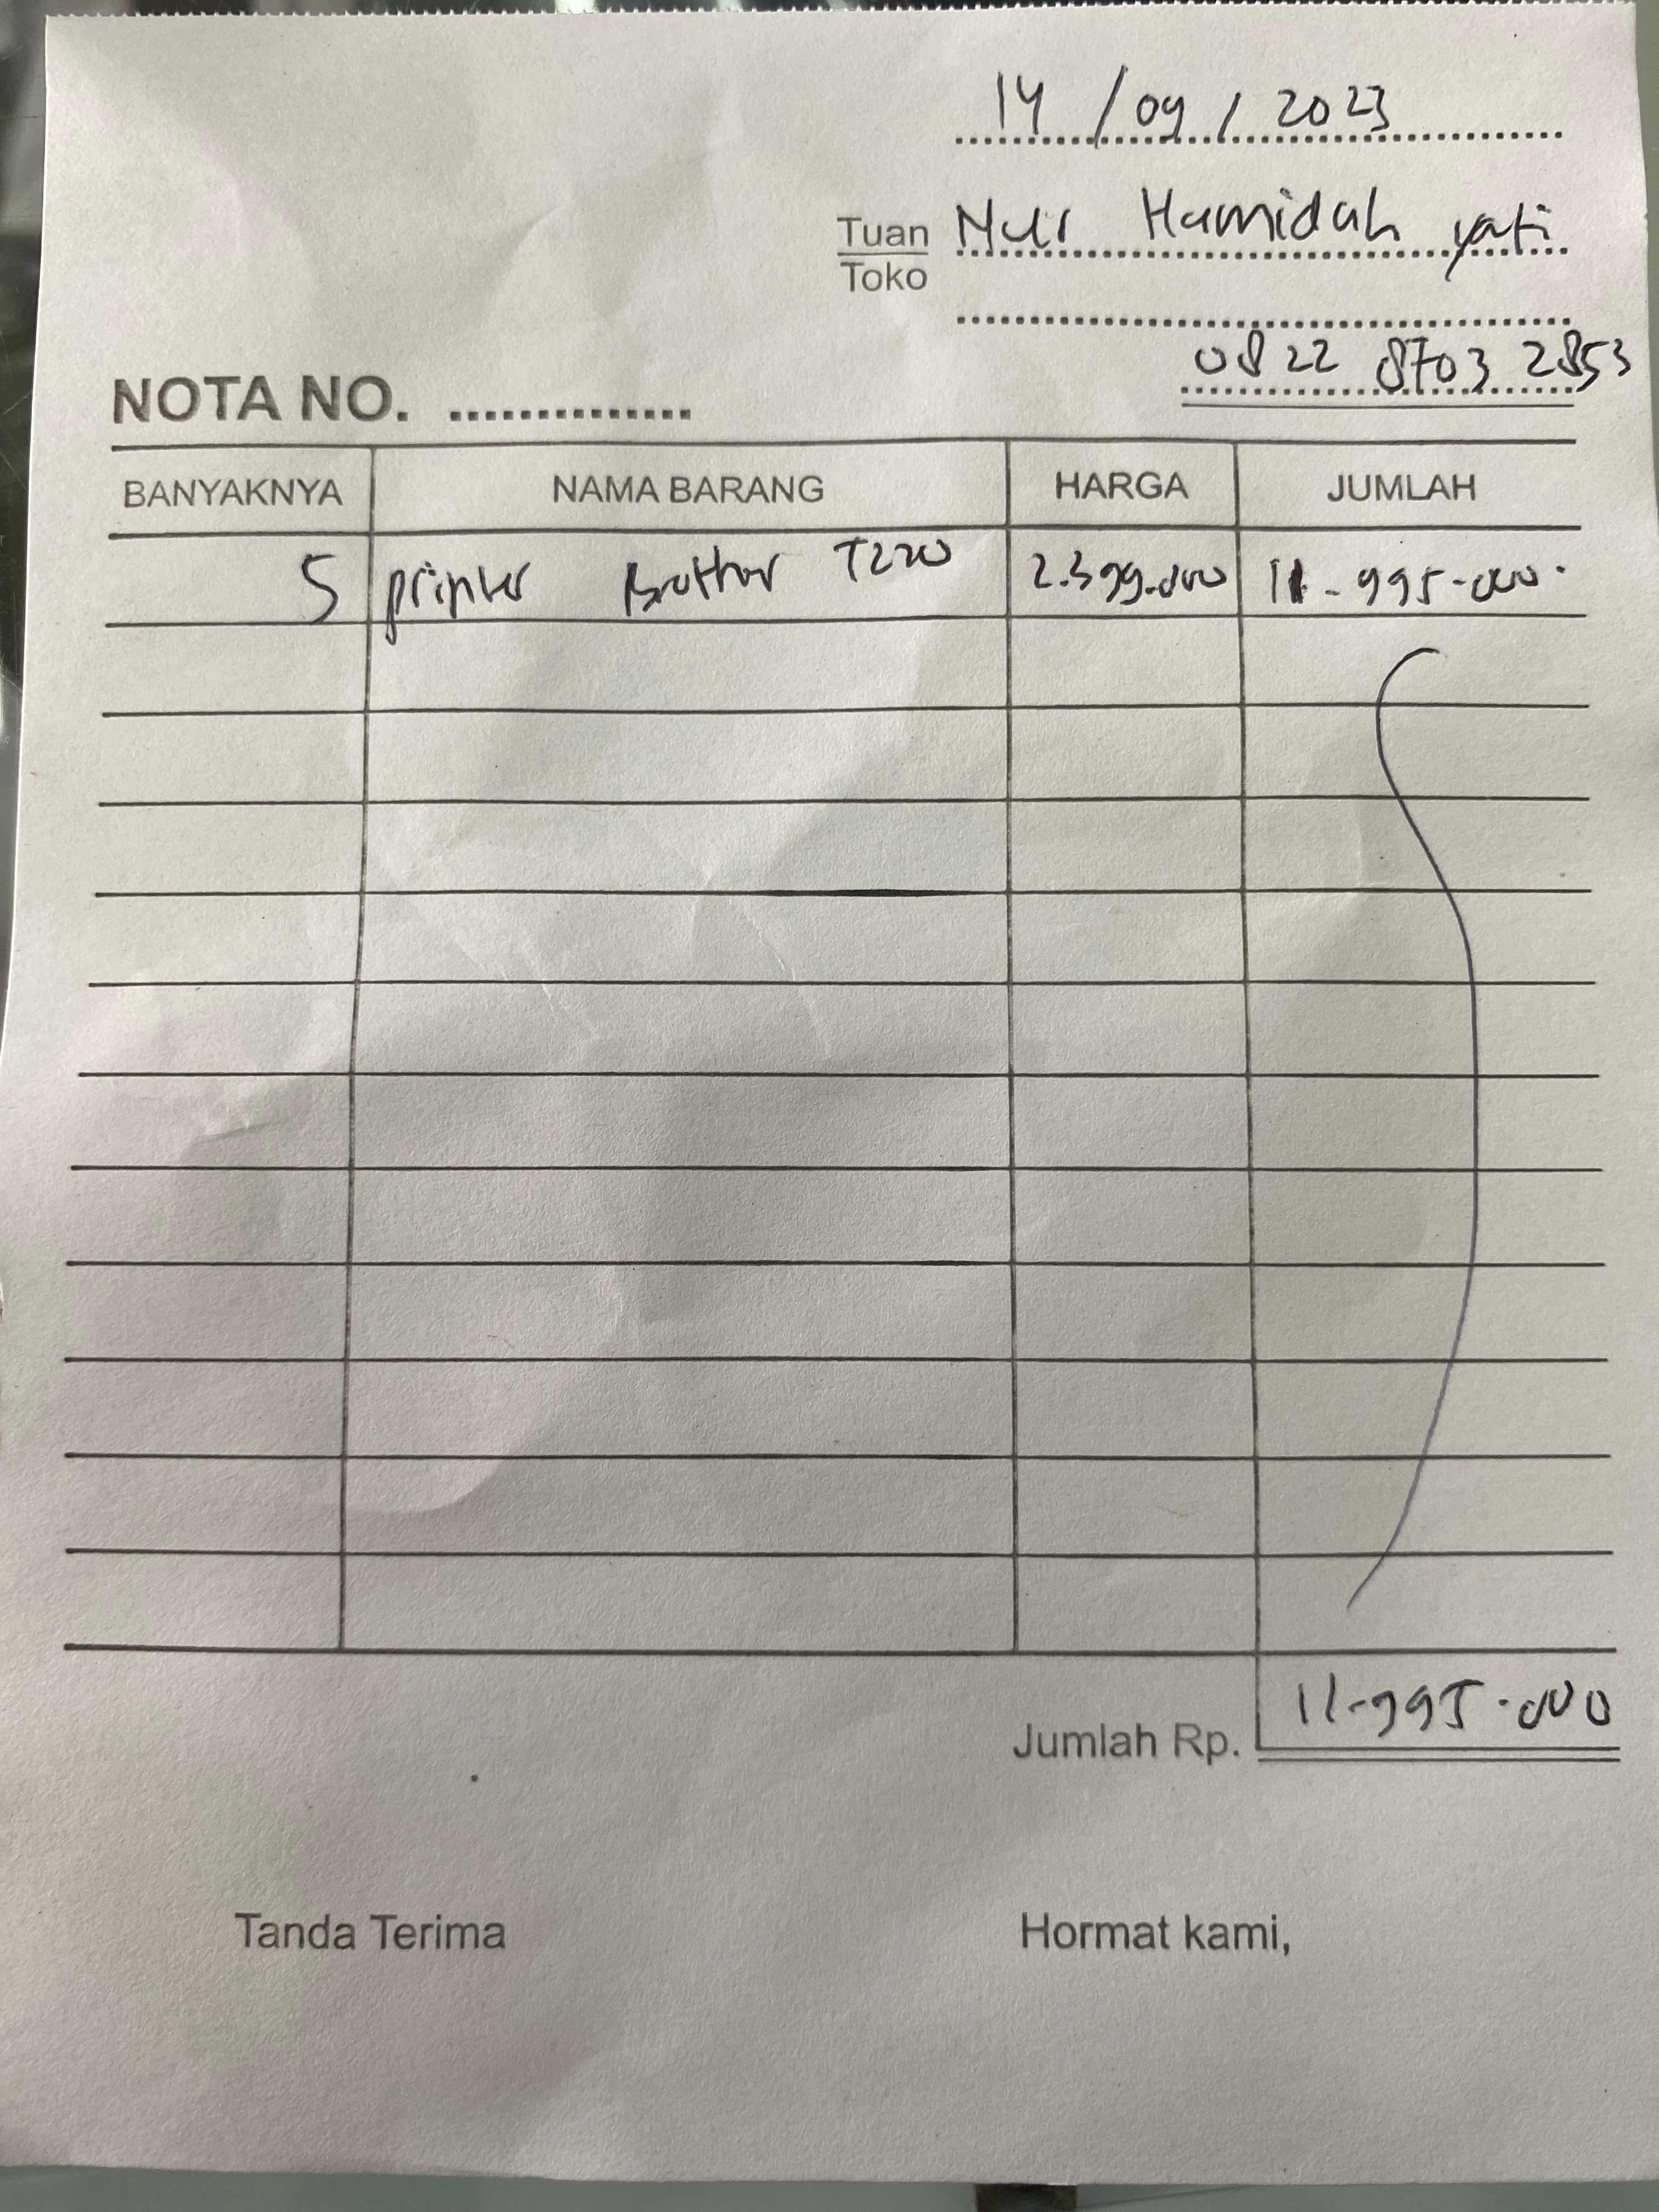 14 / 09 / 2023
Tuan Nur Hamidah yati
Toko
0822 8703 2853
NOTA NO. ..............
BANYAKNYA NAMA BARANG HARGA JUMLAH
5 printer Brother T220 2.399.000 11.995.000
Jumlah Rp. 11.995.000
Tanda Terima Hormat kami,